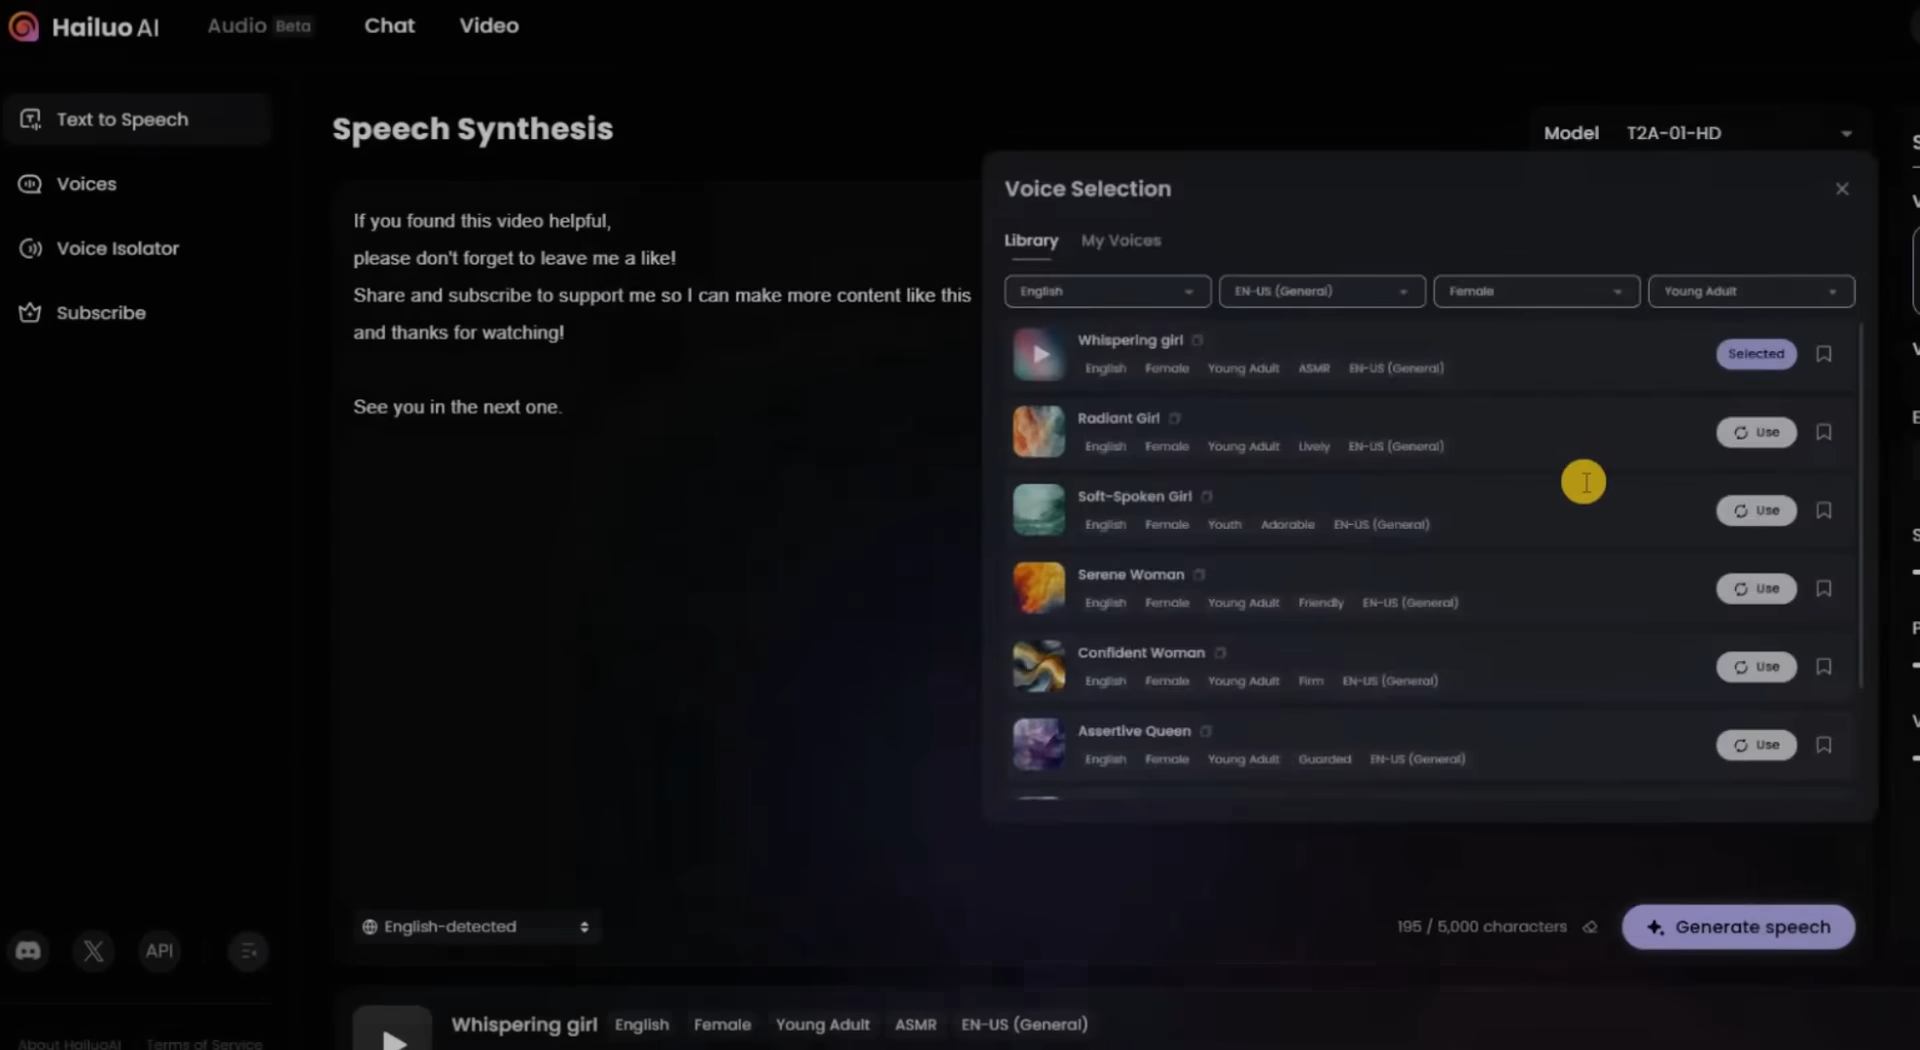 Hailuo AI Audio Beta Chat Video
Text to Speech
Voices
Voice Isolator
Subscribe
Speech Synthesis
Model T2A-01-HD
If you found this video helpful,
please don't forget to leave me a like!
Share and subscribe to support me so I can make more content like this
and thanks for watching!
See you in the next one.
Voice Selection
Library My Voices
English EN-US (General) Female Young Adult
Whispering girl
English Female Young Adult ASMR EN-US (General)
Selected
Radiant Girl
English Female Young Adult Lively EN-US (General)
Use
Soft-Spoken Girl
English Female Youth Adorable EN-US (General)
Use
Serene Woman
English Female Young Adult Friendly EN-US (General)
Use
Confident Woman
English Female Young Adult Firm EN-US (General)
Use
Assertive Queen
English Female Young Adult Guarded EN-US (General)
Use
English-detected
195 / 5,000 characters
Generate speech
API
Whispering girl English Female Young Adult ASMR EN-US (General)
About HailuoAI Terms of Service